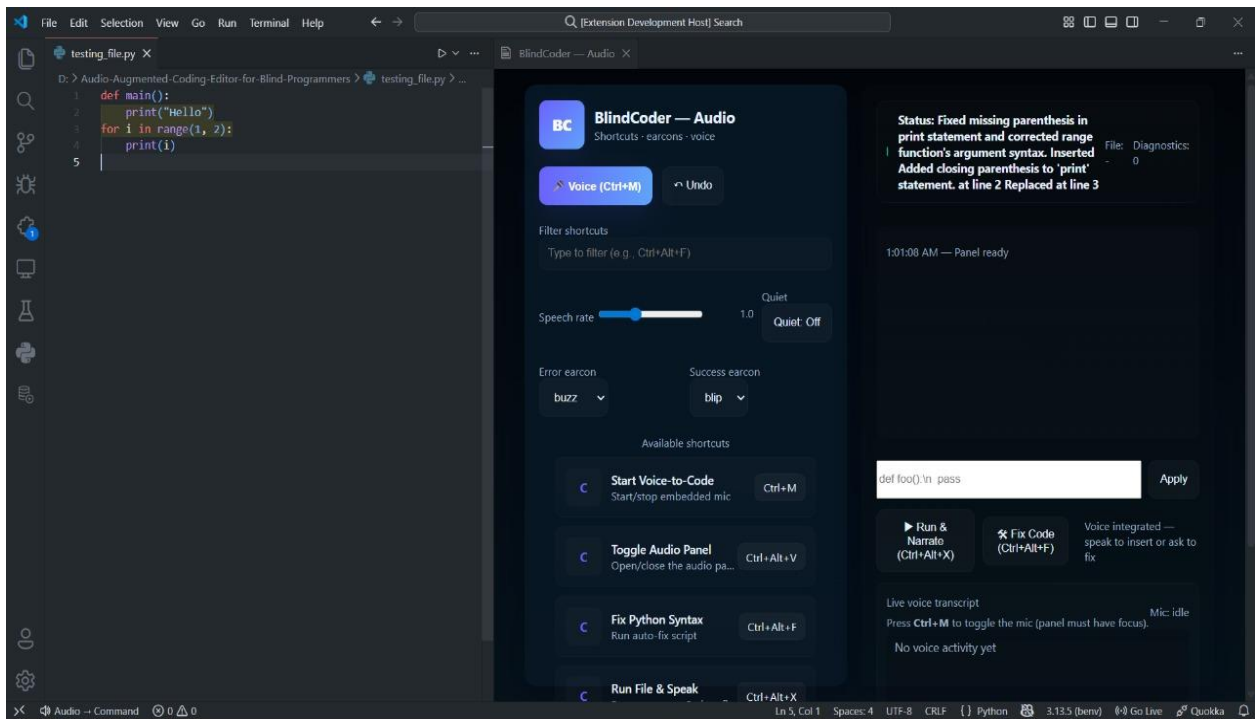 File Edit Selection View Go Run Terminal Help
[Extension Development Host] Search
testing_file.py
D: > Audio-Augmented-Coding-Editor-for-Blind-Programmers > testing_file.py > ...
1 def main():
2 print("Hello")
3 for i in range(1, 2):
4 print(i)
5
BlindCoder — Audio
BC
BlindCoder — Audio
Shortcuts · earcons · voice
Voice (Ctrl+M)
Undo
Filter shortcuts
Type to filter (e.g., Ctrl+Alt+F)
Speech rate
1.0
Quiet
Quiet: Off
Error earcon
buzz
Success earcon
blip
Available shortcuts
C
Start Voice-to-Code
Start/stop embedded mic
Ctrl+M
C
Toggle Audio Panel
Open/close the audio pa...
Ctrl+Alt+V
C
Fix Python Syntax
Run auto-fix script
Ctrl+Alt+F
C
Run File & Speak
Ctrl+Alt+X
Status: Fixed missing parenthesis in
print statement and corrected range
function's argument syntax. Inserted
Added closing parenthesis to 'print'
statement. at line 2 Replaced at line 3
File:
-
Diagnostics:
0
1:01:08 AM — Panel ready
def foo():\n pass
Apply
Run &
Narrate
(Ctrl+Alt+X)
Fix Code
(Ctrl+Alt+F)
Voice integrated —
speak to insert or ask to
fix
Live voice transcript
Mic: idle
Press Ctrl+M to toggle the mic (panel must have focus).
No voice activity yet
1
Audio → Command 0 0
Ln 5, Col 1 Spaces: 4 UTF-8 CRLF { } Python 3.13.5 (benv) Go Live Quokka